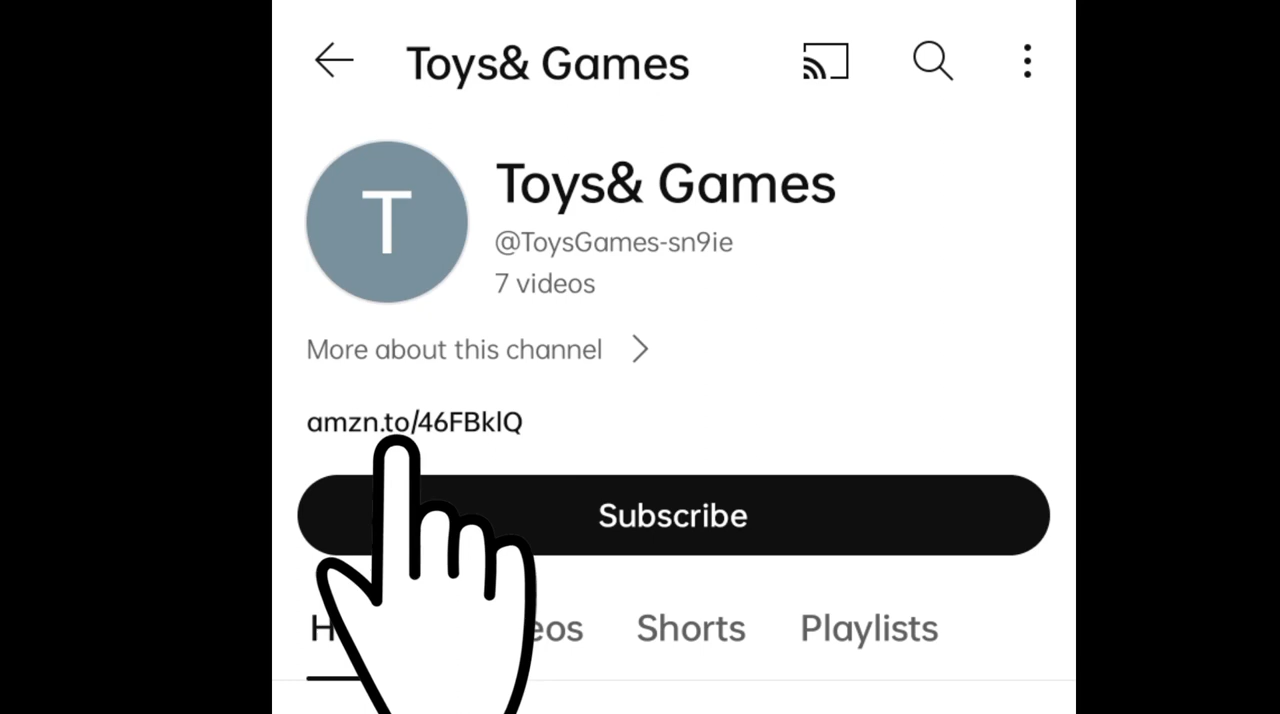 Toys& Games
T
Toys& Games
@ToysGames-sn9ie
7 videos
More about this channel
amzn.to/46FBklQ
Subscribe
Shorts Playlists